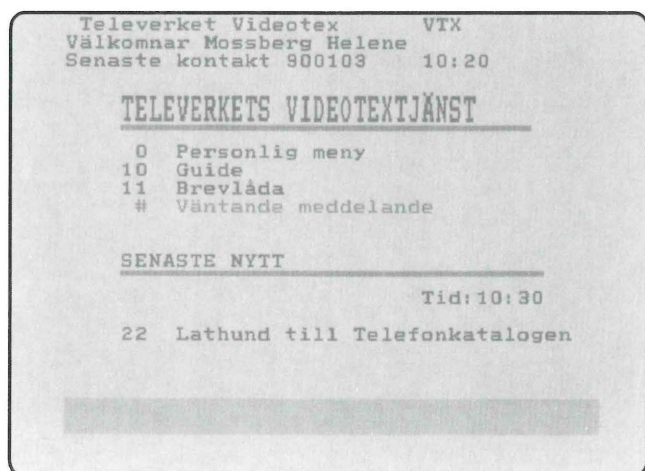 Televerket Videotex VTX
Välkomnar Mossberg Helene
Senaste kontakt 900103 10:20
TELEVERKETS VIDEOTEXTJÄNST
0 Personlig meny
10 Guide
11 Brevlåda
# Väntande meddelande
SENASTE NYTT
Tid:10:30
22 Lathund till Telefonkatalogen